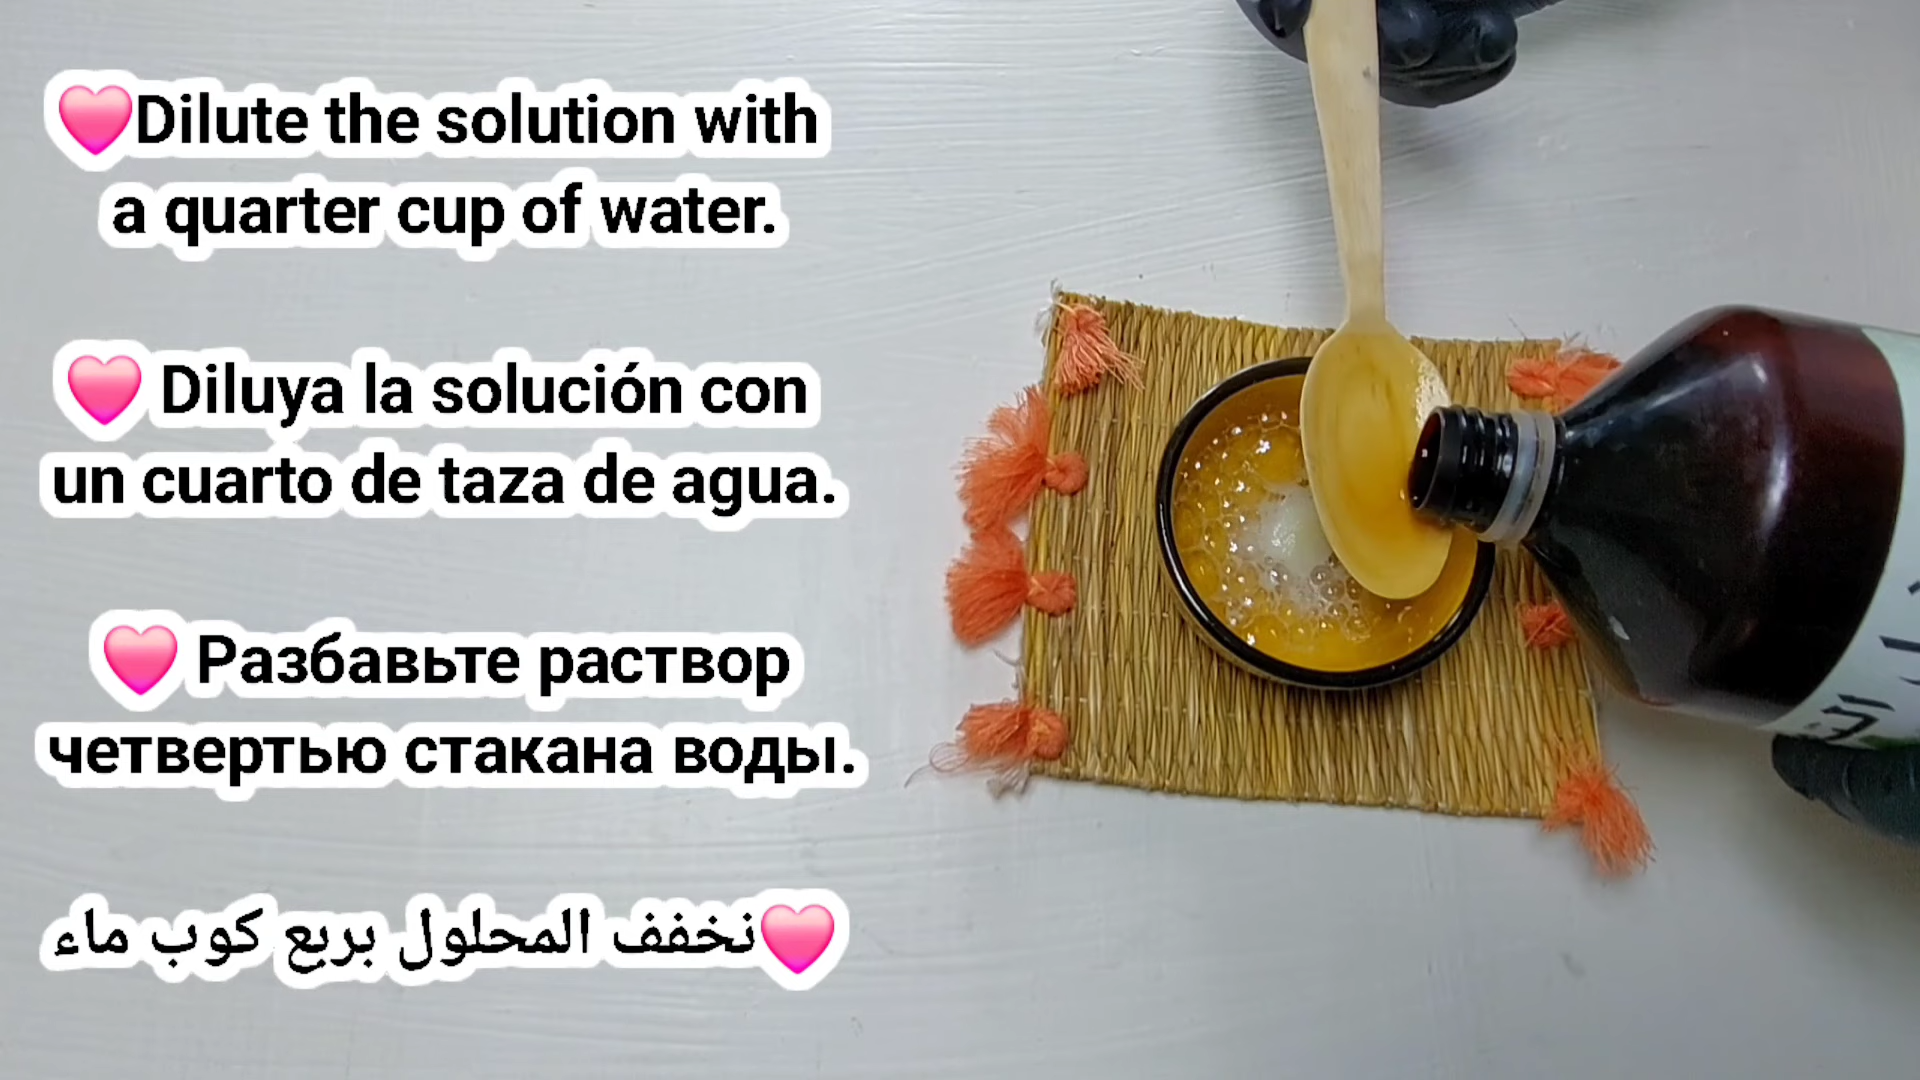 🩷Dilute the solution with
a quarter cup of water.
🩷 Diluya la solución con
un cuarto de taza de agua.
🩷 Разбавьте раствор
четвертью стакана воды.
🩷نخفف المحلول بربع كوب ماء